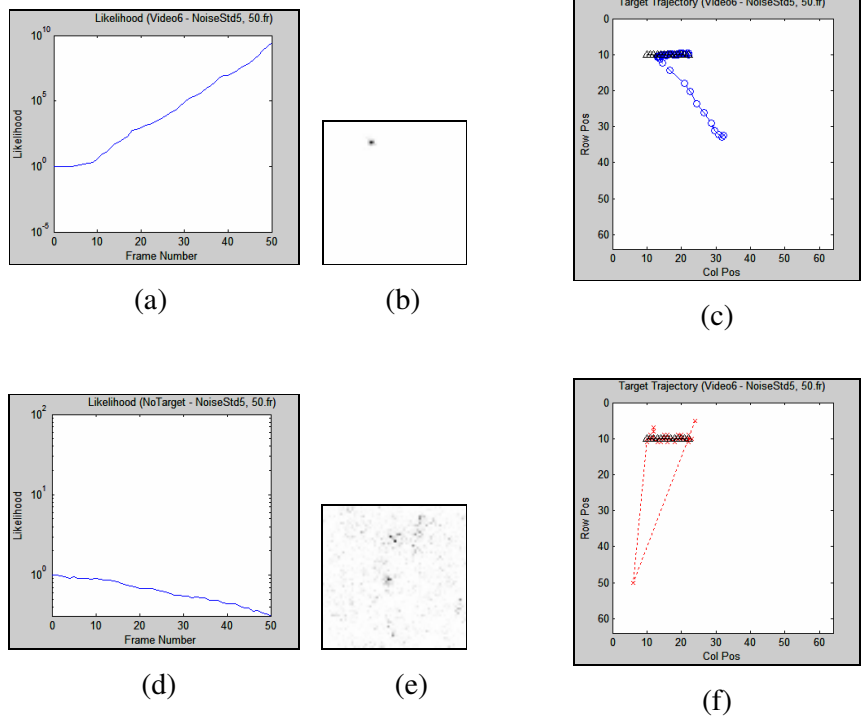 Likelihood (Video6 - NoiseStd5, 50.fr)
10^10
10^5
10^0
10^-5
Likelihood
0 10 20 30 40 50
Frame Number
(a)
(b)
Target Trajectory (Video6 - NoiseStd5, 50.fr)
0
10
20
30
40
50
60
Row Pos
0 10 20 30 40 50 60
Col Pos
(c)
Likelihood (NoTarget - NoiseStd5, 50.fr)
10^2
10^1
10^0
Likelihood
0 10 20 30 40 50
Frame Number
(d)
(e)
Target Trajectory (Video6 - NoiseStd5, 50.fr)
0
10
20
30
40
50
60
Row Pos
0 10 20 30 40 50 60
Col Pos
(f)